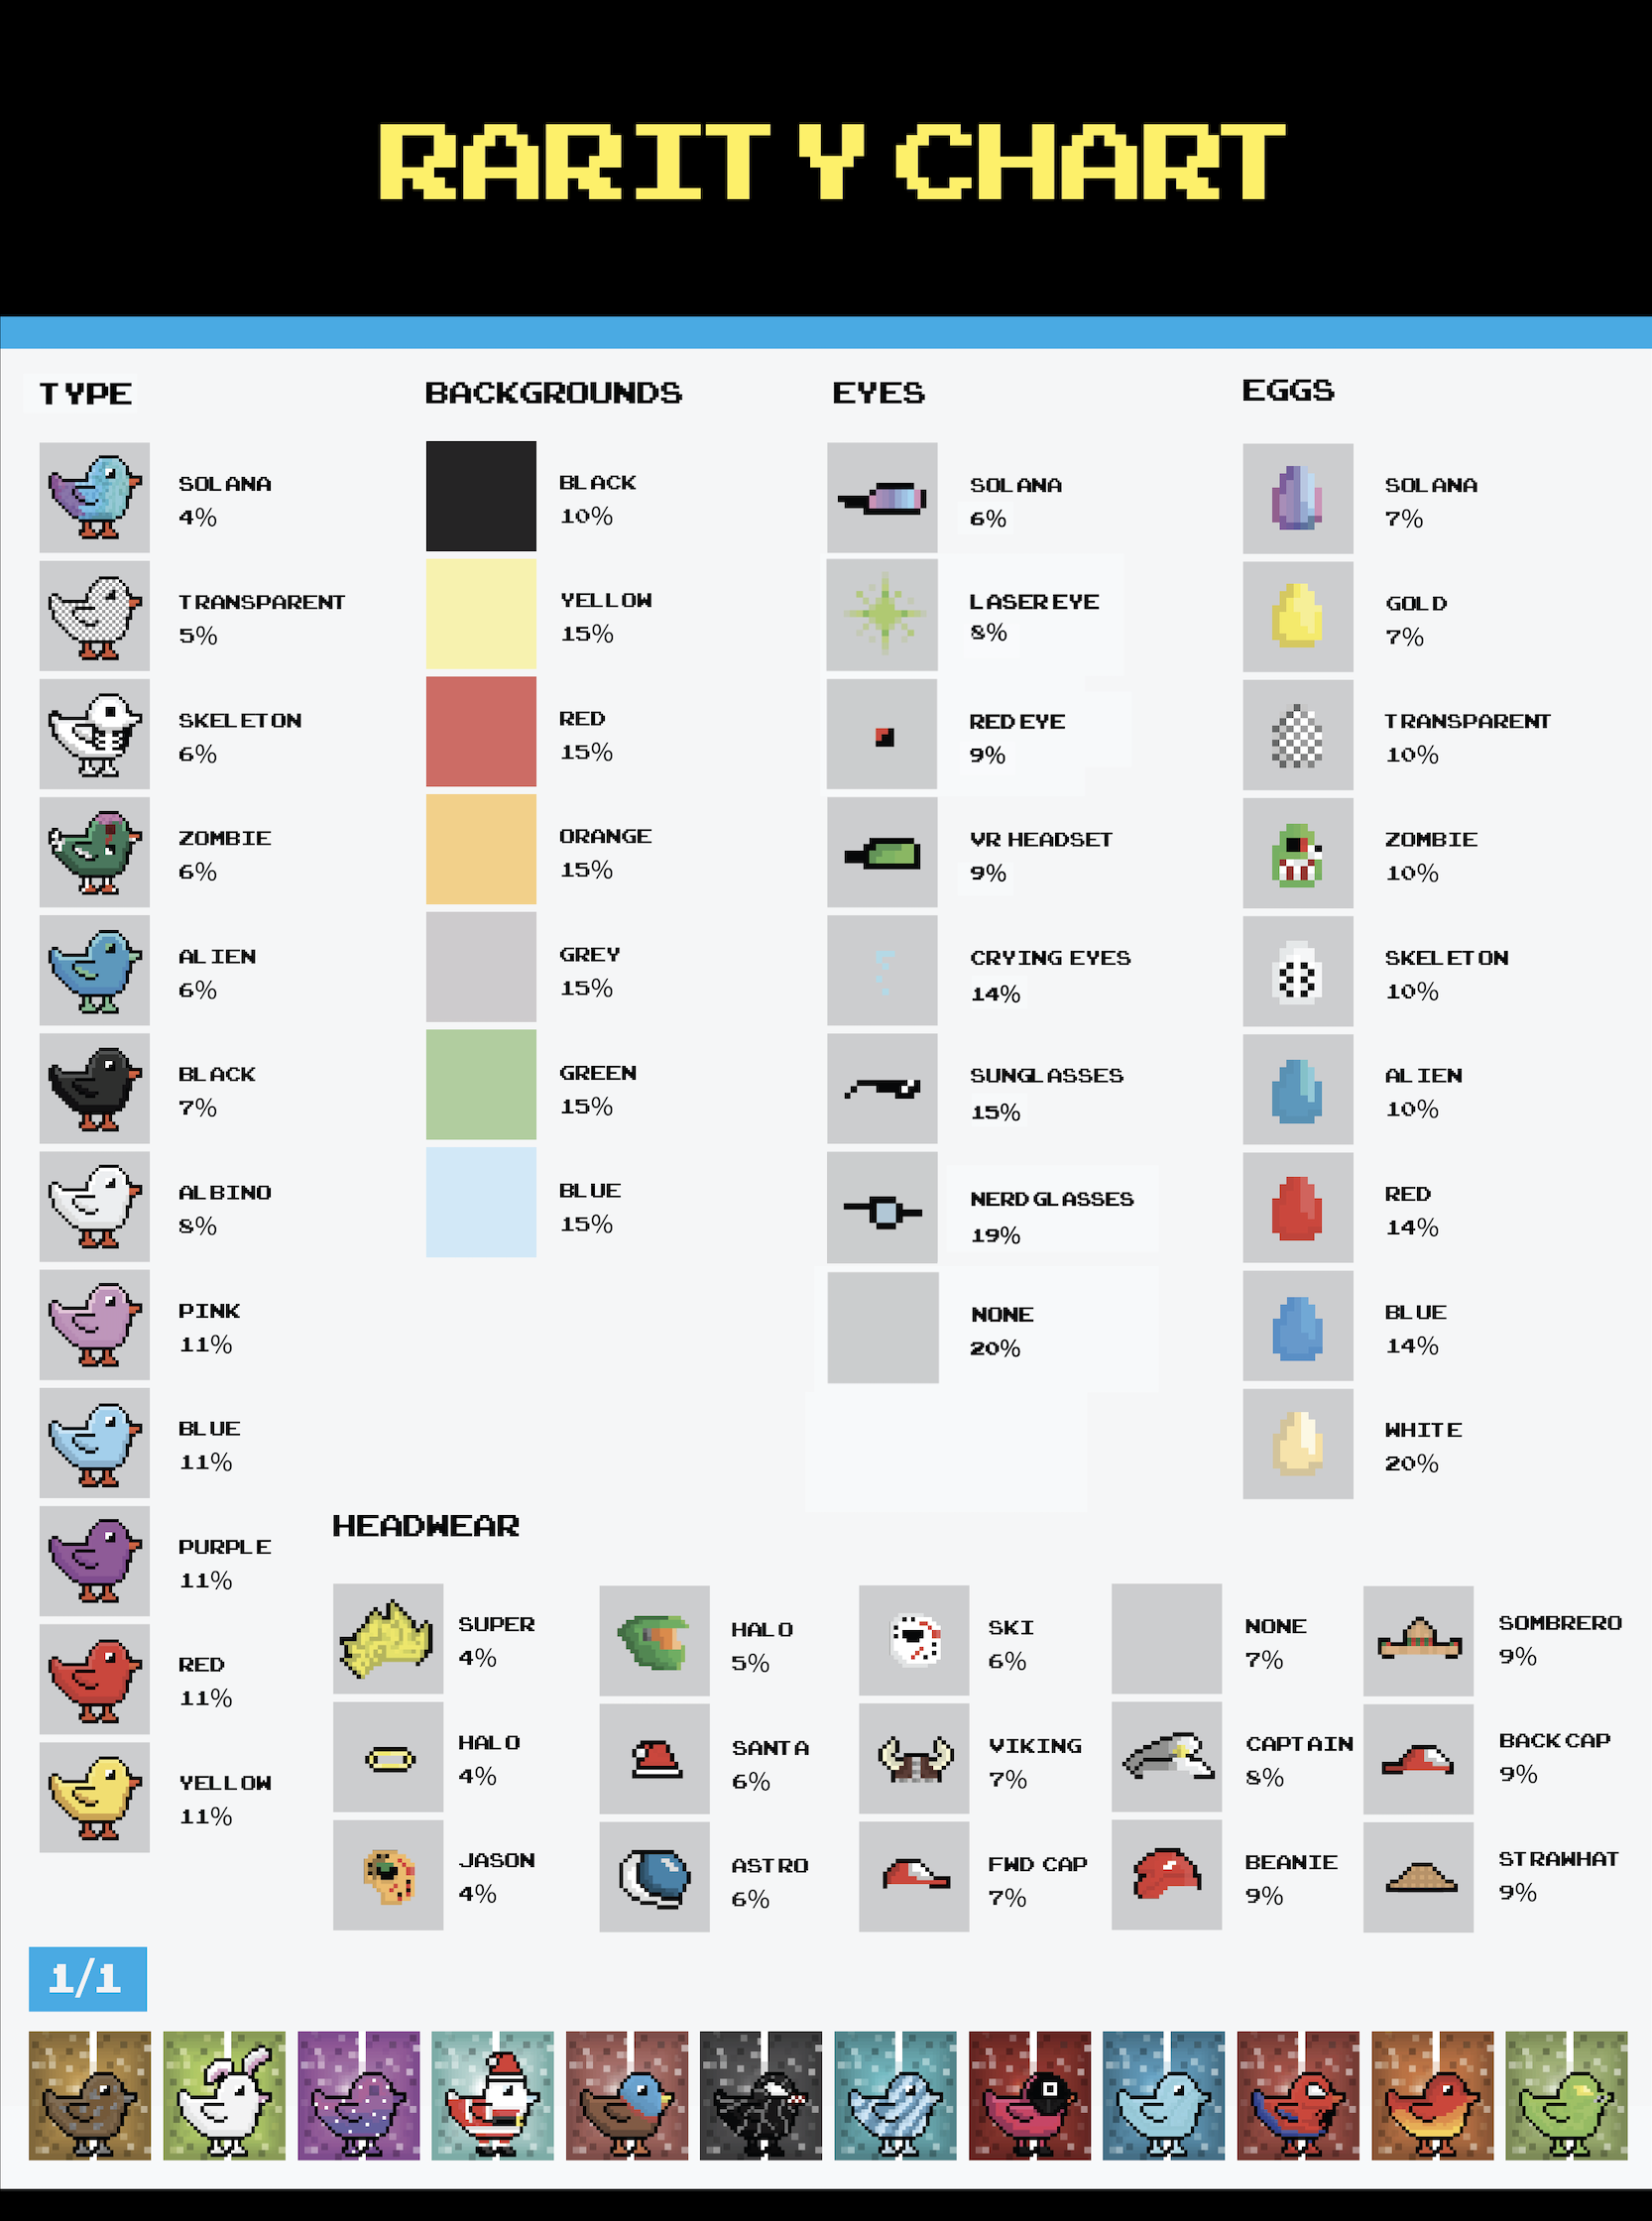 RARITY CHART
TYPE
SOLANA
4%
TRANSPARENT
5%
SKELETON
6%
ZOMBIE
6%
ALIEN
6%
BLACK
7%
ALBINO
8%
PINK
11%
BLUE
11%
PURPLE
11%
RED
11%
YELLOW
11%
BACKGROUNDS
BLACK
10%
YELLOW
15%
RED
15%
ORANGE
15%
GREY
15%
GREEN
15%
BLUE
15%
EYES
SOLANA
6%
LASER EYE
8%
RED EYE
9%
VR HEADSET
9%
CRYING EYES
14%
SUNGLASSES
15%
NERD GLASSES
19%
NONE
20%
EGGS
SOLANA
7%
GOLD
7%
TRANSPARENT
10%
ZOMBIE
10%
SKELETON
10%
ALIEN
10%
RED
14%
BLUE
14%
WHITE
20%
HEADWEAR
SUPER
4%
HALO
4%
JASON
4%
HALO
5%
SANTA
6%
ASTRO
6%
SKI
6%
VIKING
7%
FWD CAP
7%
NONE
7%
CAPTAIN
8%
BEANIE
9%
SOMBRERO
9%
BACK CAP
9%
STRAWHAT
9%
1/1